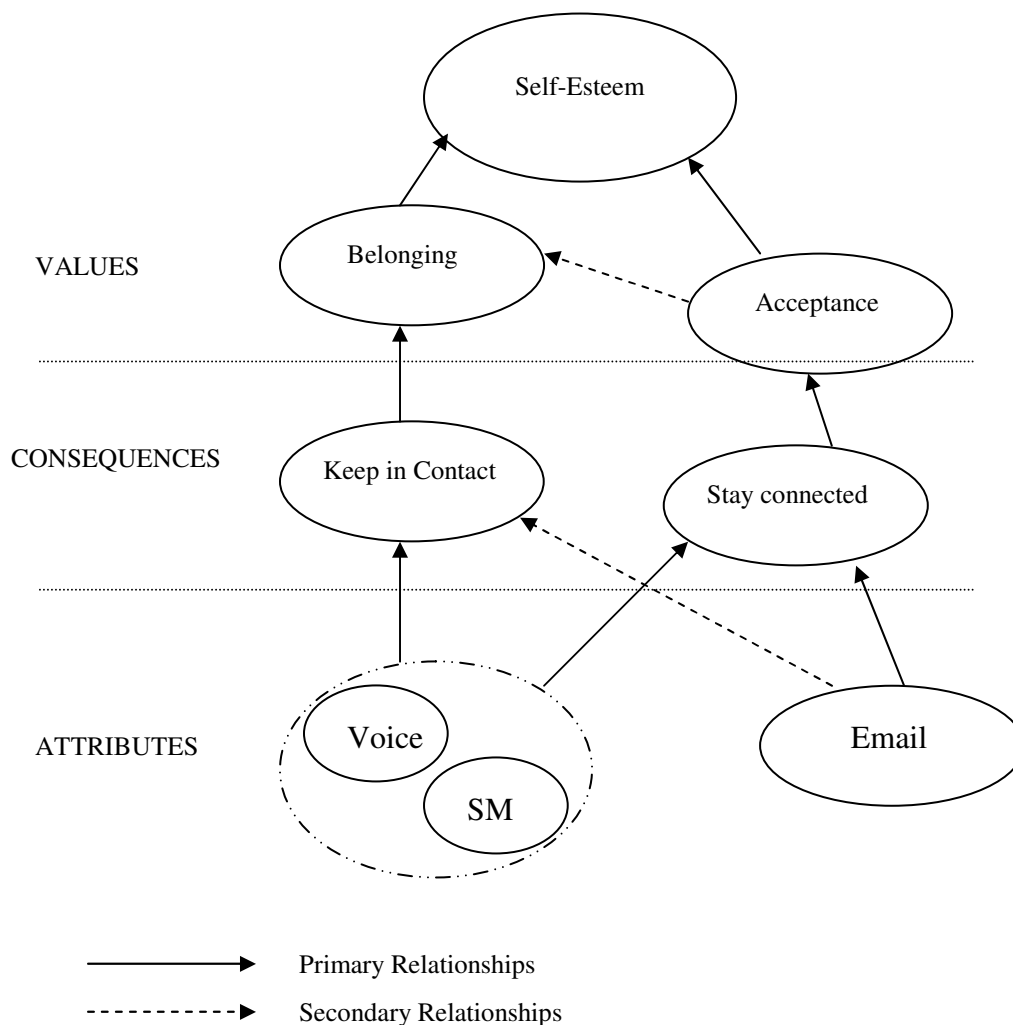 Self-Esteem
Belonging
VALUES
Acceptance
Keep in Contact
CONSEQUENCES
Stay connected
Voice
Email
ATTRIBUTES
SM
Primary Relationships
Secondary Relationships